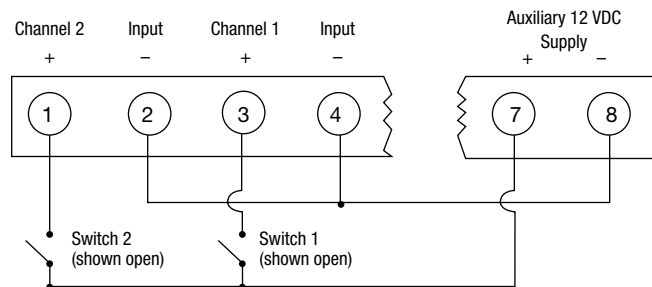 Channel 2 Input Channel 1 Input Auxiliary 12 VDC
Supply
+ – + – + –
1 2 3 4 7 8
Switch 2 Switch 1
(shown open) (shown open)